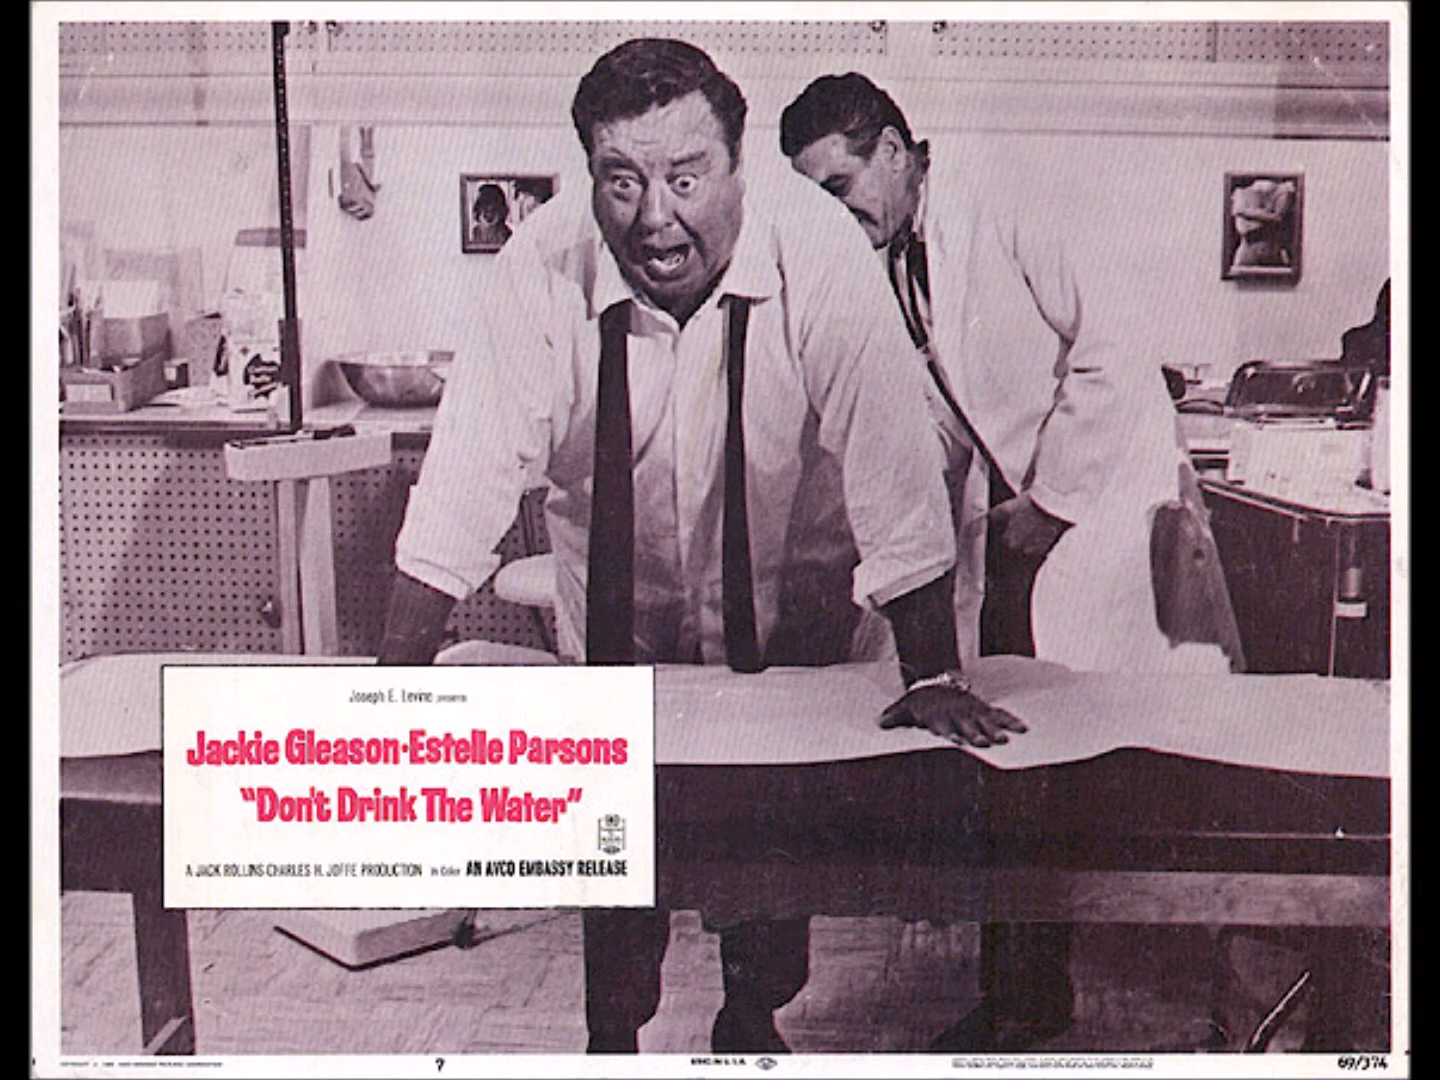 Joseph E. Levine PRESENTS
Jackie Gleason·Estelle Parsons
"Don't Drink The Water"
A JACK ROLLINS CHARLES H. JOFFE PRODUCTION in Color AN AVCO EMBASSY RELEASE
7
69/374